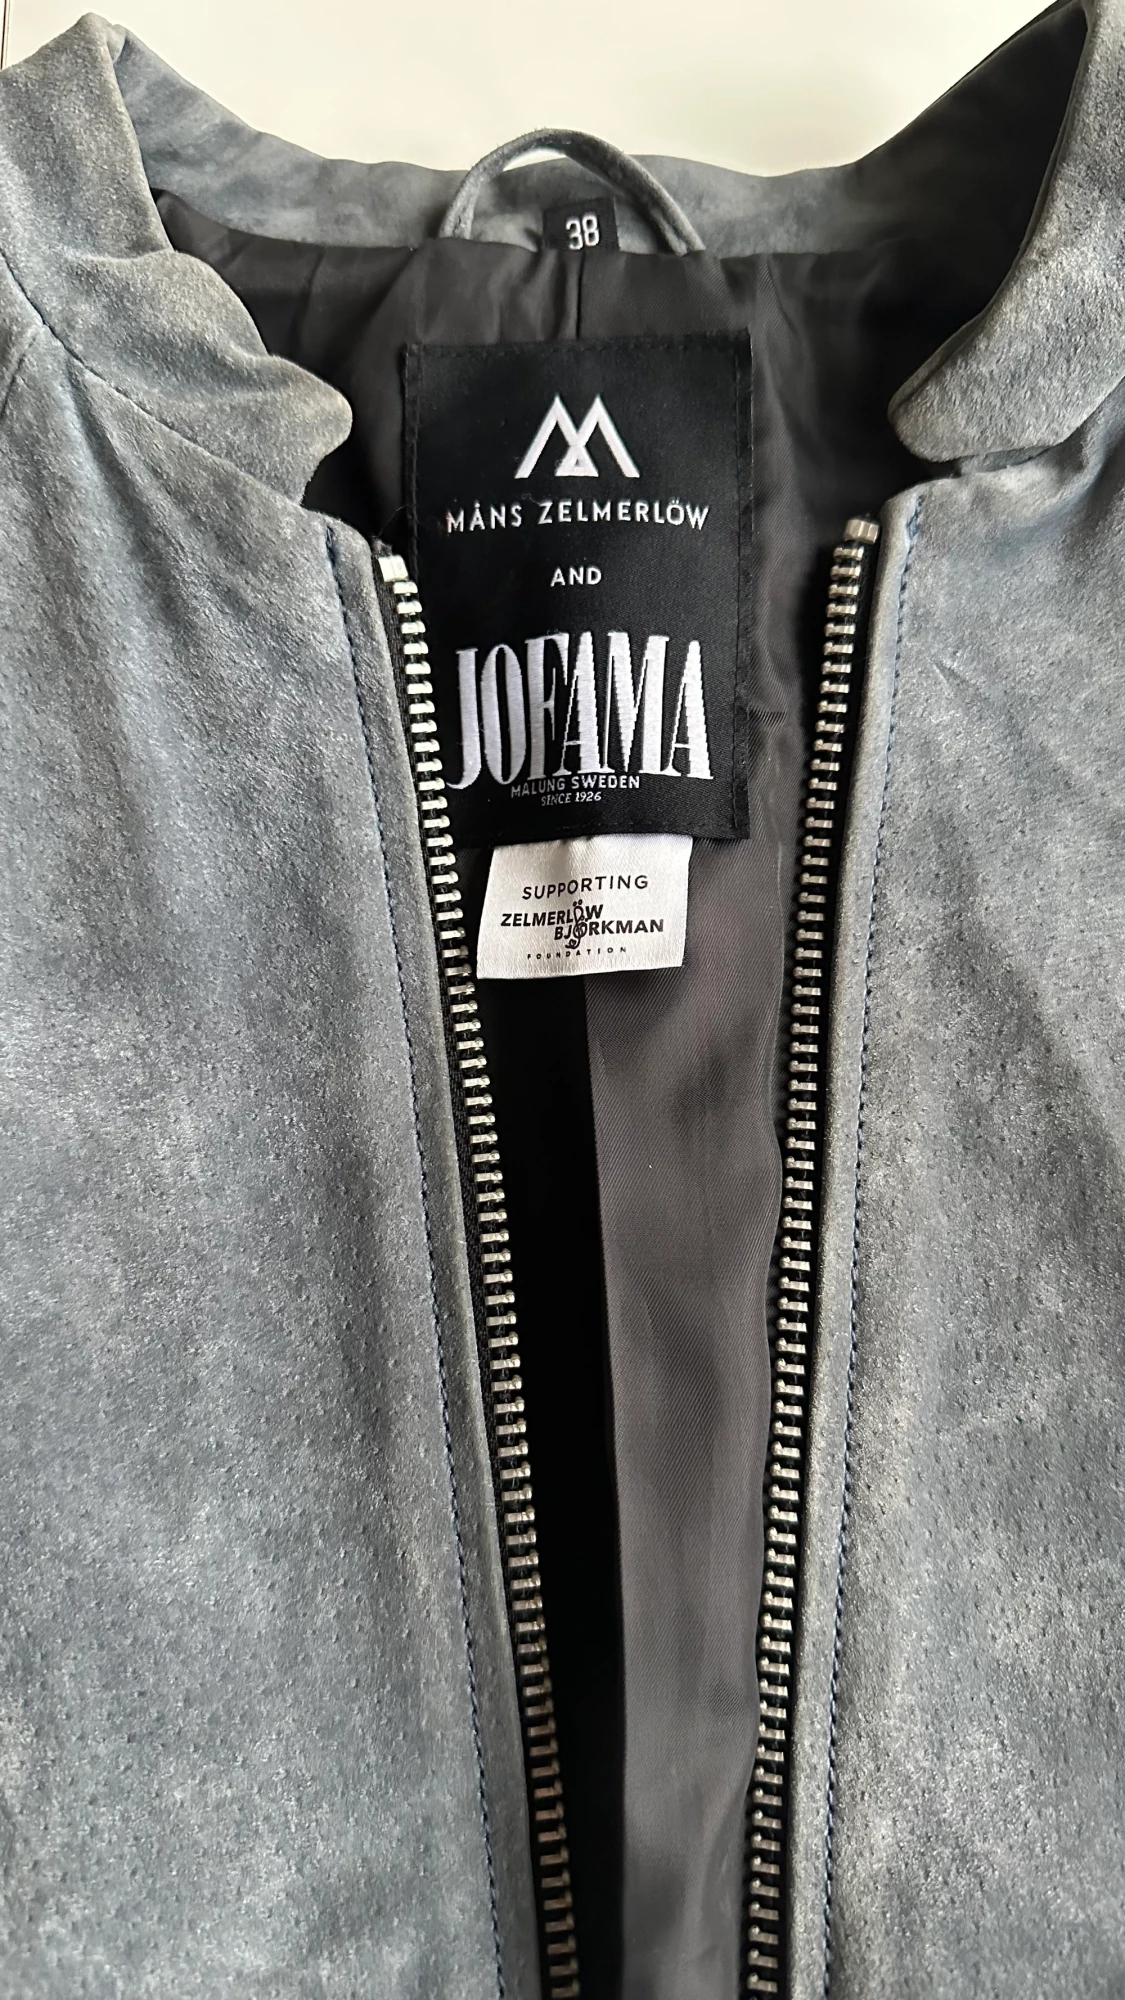 38
MÅNS ZELMERLÖW
AND
JOFAMA
MALUNG SWEDEN
SINCE 1926
SUPPORTING
ZELMERLÖW
BJÖRKMAN
FOUNDATION